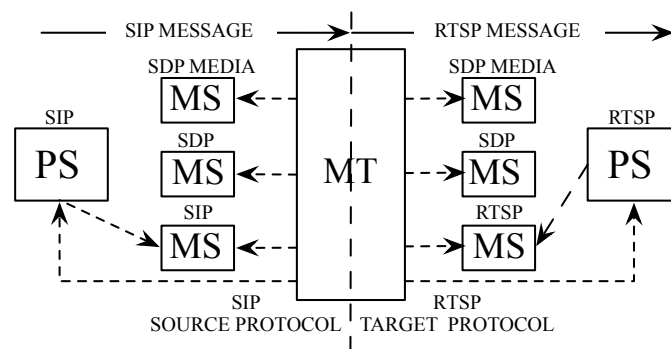 SIP MESSAGE RTSP MESSAGE
SDP MEDIA SDP MEDIA
MS MS
SIP RTSP
SDP SDP
PS MS MT MS PS
SIP RTSP
MS MS
SIP RTSP
SOURCE PROTOCOL TARGET PROTOCOL